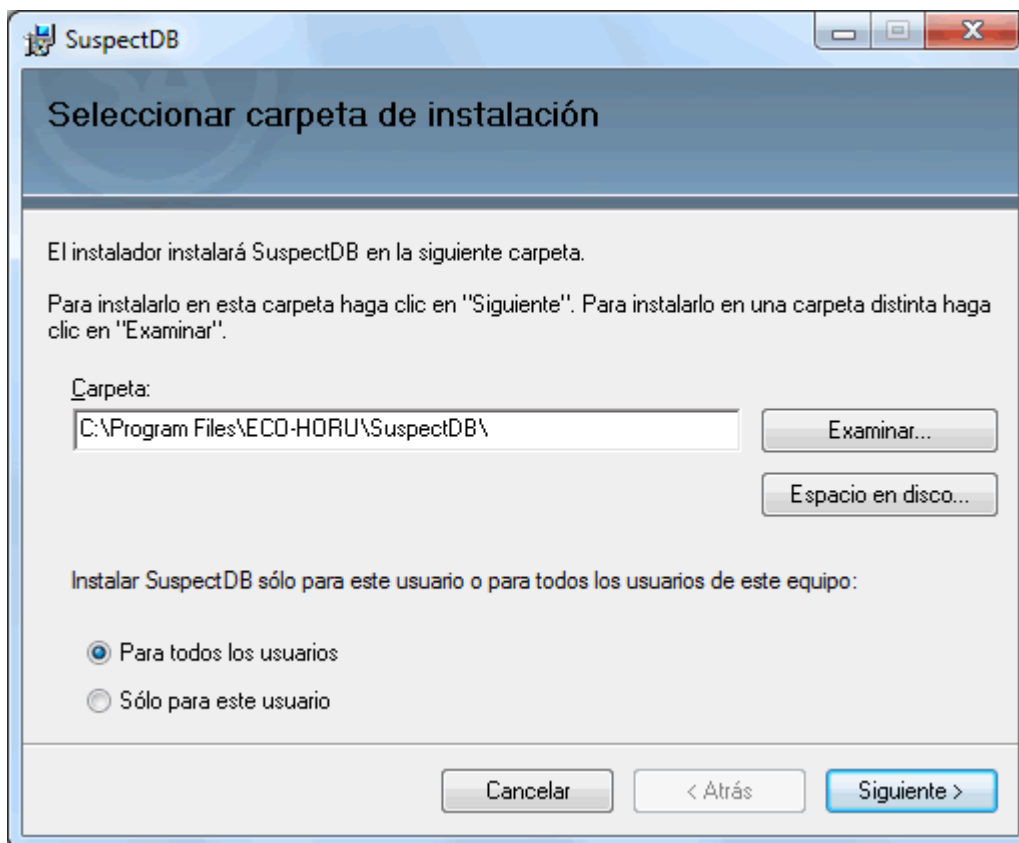 SuspectDB
Seleccionar carpeta de instalación
El instalador instalará SuspectDB en la siguiente carpeta.
Para instalarlo en esta carpeta haga clic en "Siguiente". Para instalarlo en una carpeta distinta haga
clic en "Examinar".
Carpeta:
C:\Program Files\ECO-HORU\SuspectDB\
Examinar...
Espacio en disco...
Instalar SuspectDB sólo para este usuario o para todos los usuarios de este equipo:
Para todos los usuarios
Sólo para este usuario
Cancelar
< Atrás
Siguiente >